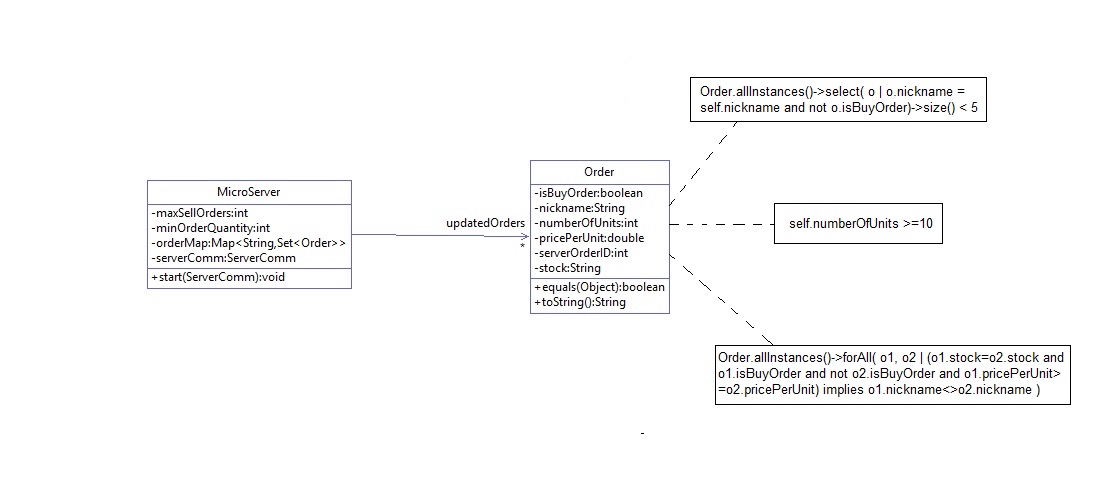 Order.allInstances()->select( o | o.nickname =
self.nickname and not o.isBuyOrder)->size() < 5
Order
-isBuyOrder:boolean
-nickname:String
-numberOfUnits:int
-pricePerUnit:double
-serverOrderID:int
-stock:String
+equals(Object):boolean
+toString():String
MicroServer
-maxSellOrders:int
-minOrderQuantity:int
-orderMap:Map<String,Set<Order>>
-serverComm:ServerComm
+start(ServerComm):void
updatedOrders
*
self.numberOfUnits >=10
Order.allInstances()->forAll( o1, o2 | (o1.stock=o2.stock and
o1.isBuyOrder and not o2.isBuyOrder and o1.pricePerUnit>
=o2.pricePerUnit) implies o1.nickname<>o2.nickname )